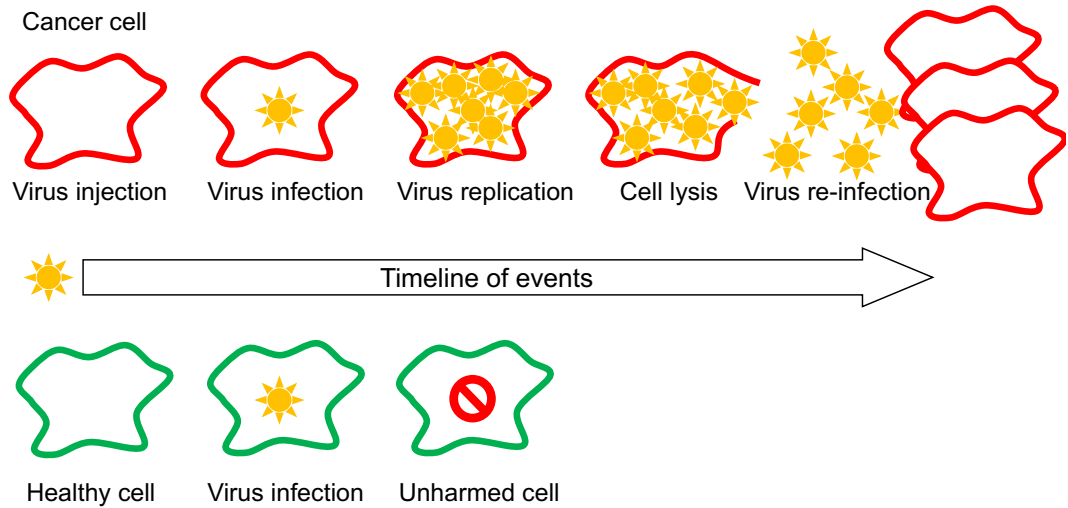 Cancer cell
Virus injection
Virus infection
Virus replication
Cell lysis
Virus re-infection
Timeline of events
Healthy cell
Virus infection
Unharmed cell